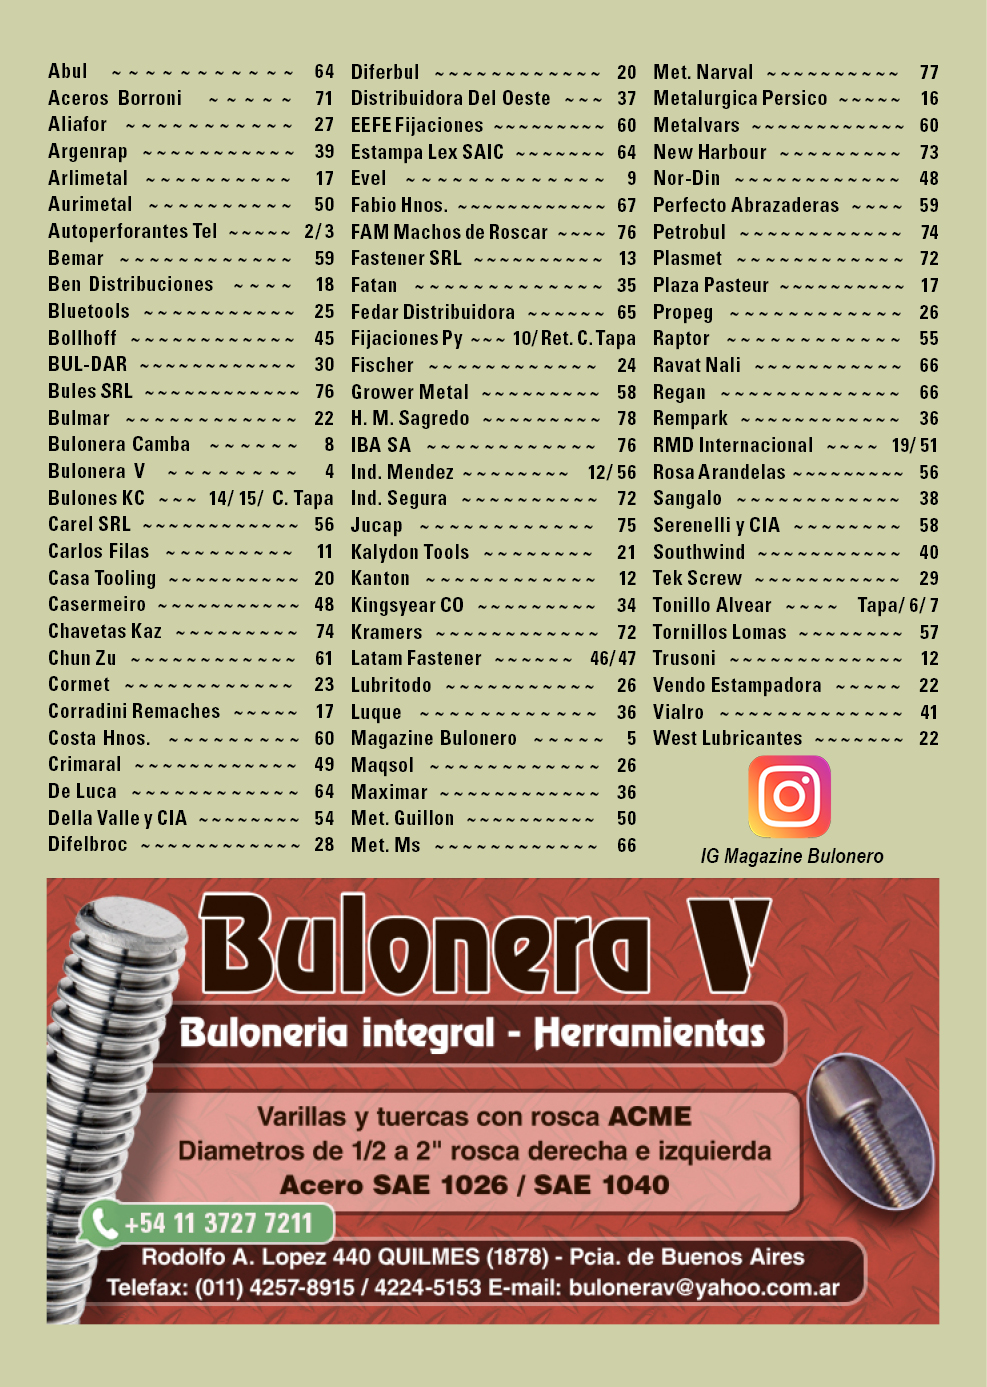 Abul ~ ~ ~ ~ ~ ~ ~ ~ ~ ~ ~ 64
Aceros Borroni ~ ~ ~ ~ ~ 71
Aliafor ~ ~ ~ ~ ~ ~ ~ ~ ~ ~ ~ 27
Argenrap ~ ~ ~ ~ ~ ~ ~ ~ ~ ~ ~ 39
Arlimetal ~ ~ ~ ~ ~ ~ ~ ~ ~ ~ 17
Aurimetal ~ ~ ~ ~ ~ ~ ~ ~ ~ ~ 50
Autoperforantes Tel ~ ~ ~ ~ ~ 2/3
Bemar ~ ~ ~ ~ ~ ~ ~ ~ ~ ~ ~ ~ 59
Ben Distribuciones ~ ~ ~ ~ 18
Bluetools ~ ~ ~ ~ ~ ~ ~ ~ ~ ~ ~ 25
Bollhoff ~ ~ ~ ~ ~ ~ ~ ~ ~ ~ ~ ~ 45
BUL-DAR ~ ~ ~ ~ ~ ~ ~ ~ ~ ~ ~ ~ 30
Bules SRL ~ ~ ~ ~ ~ ~ ~ ~ ~ ~ ~ ~ 76
Bulmar ~ ~ ~ ~ ~ ~ ~ ~ ~ ~ ~ ~ 22
Bulonera Camba ~ ~ ~ ~ ~ ~ 8
Bulonera V ~ ~ ~ ~ ~ ~ ~ ~ 4
Bulones KC ~ ~ ~ 14/ 15/ C. Tapa
Carel SRL ~ ~ ~ ~ ~ ~ ~ ~ ~ ~ ~ ~ 56
Carlos Filas ~ ~ ~ ~ ~ ~ ~ ~ ~ 11
Casa Tooling ~ ~ ~ ~ ~ ~ ~ ~ ~ ~ 20
Casermeiro ~ ~ ~ ~ ~ ~ ~ ~ ~ ~ ~ 48
Chavetas Kaz ~ ~ ~ ~ ~ ~ ~ ~ ~ 74
Chun Zu ~ ~ ~ ~ ~ ~ ~ ~ ~ ~ ~ ~ 61
Cormet ~ ~ ~ ~ ~ ~ ~ ~ ~ ~ ~ ~ 23
Corradini Remaches ~ ~ ~ ~ ~ 17
Costa Hnos. ~ ~ ~ ~ ~ ~ ~ ~ ~ 60
Crimaral ~ ~ ~ ~ ~ ~ ~ ~ ~ ~ ~ ~ 49
De Luca ~ ~ ~ ~ ~ ~ ~ ~ ~ ~ ~ ~ 64
Della Valle y CIA ~ ~ ~ ~ ~ ~ ~ ~ 54
Difelbroc ~ ~ ~ ~ ~ ~ ~ ~ ~ ~ ~ ~ 28
Diferbul ~ ~ ~ ~ ~ ~ ~ ~ ~ ~ ~ ~ 20
Distribuidora Del Oeste ~ ~ ~ 37
EEFE Fijaciones ~ ~ ~ ~ ~ ~ ~ ~ ~ 60
Estampa Lex SAIC ~ ~ ~ ~ ~ ~ ~ 64
Evel ~ ~ ~ ~ ~ ~ ~ ~ ~ ~ ~ ~ ~ 9
Fabio Hnos. ~ ~ ~ ~ ~ ~ ~ ~ ~ ~ ~ 67
FAM Machos de Roscar ~ ~ ~ ~ 76
Fastener SRL ~ ~ ~ ~ ~ ~ ~ ~ ~ ~ 13
Fatan ~ ~ ~ ~ ~ ~ ~ ~ ~ ~ ~ ~ ~ 35
Fedar Distribuidora ~ ~ ~ ~ ~ ~ 65
Fijaciones Py ~ ~ ~ 10/ Ret. C. Tapa
Fischer ~ ~ ~ ~ ~ ~ ~ ~ ~ ~ ~ ~ 24
Grower Metal ~ ~ ~ ~ ~ ~ ~ ~ ~ 58
H. M. Sagredo ~ ~ ~ ~ ~ ~ ~ ~ ~ 78
IBA SA ~ ~ ~ ~ ~ ~ ~ ~ ~ ~ ~ ~ 76
Ind. Mendez ~ ~ ~ ~ ~ ~ ~ ~ 12/ 56
Ind. Segura ~ ~ ~ ~ ~ ~ ~ ~ ~ ~ 72
Jucap ~ ~ ~ ~ ~ ~ ~ ~ ~ ~ ~ ~ 75
Kalydon Tools ~ ~ ~ ~ ~ ~ ~ ~ 21
Kanton ~ ~ ~ ~ ~ ~ ~ ~ ~ ~ ~ ~ 12
Kingsyear CO ~ ~ ~ ~ ~ ~ ~ ~ ~ 34
Kramers ~ ~ ~ ~ ~ ~ ~ ~ ~ ~ ~ ~ 72
Latam Fastener ~ ~ ~ ~ ~ ~ 46/47
Lubritodo ~ ~ ~ ~ ~ ~ ~ ~ ~ ~ ~ 26
Luque ~ ~ ~ ~ ~ ~ ~ ~ ~ ~ ~ ~ 36
Magazine Bulonero ~ ~ ~ ~ ~ 5
Maqsol ~ ~ ~ ~ ~ ~ ~ ~ ~ ~ ~ ~ 26
Maximar ~ ~ ~ ~ ~ ~ ~ ~ ~ ~ ~ ~ 36
Met. Guillon ~ ~ ~ ~ ~ ~ ~ ~ ~ ~ 50
Met. Ms ~ ~ ~ ~ ~ ~ ~ ~ ~ ~ ~ ~ 66
Met. Narval ~ ~ ~ ~ ~ ~ ~ ~ ~ ~ 77
Metalurgica Persico ~ ~ ~ ~ ~ 16
Metalvars ~ ~ ~ ~ ~ ~ ~ ~ ~ ~ ~ ~ 60
New Harbour ~ ~ ~ ~ ~ ~ ~ ~ ~ 73
Nor-Din ~ ~ ~ ~ ~ ~ ~ ~ ~ ~ ~ ~ 48
Perfecto Abrazaderas ~ ~ ~ ~ 59
Petrobul ~ ~ ~ ~ ~ ~ ~ ~ ~ ~ ~ ~ 74
Plasmet ~ ~ ~ ~ ~ ~ ~ ~ ~ ~ ~ ~ 72
Plaza Pasteur ~ ~ ~ ~ ~ ~ ~ ~ ~ ~ 17
Propeg ~ ~ ~ ~ ~ ~ ~ ~ ~ ~ ~ 26
Raptor ~ ~ ~ ~ ~ ~ ~ ~ ~ ~ ~ ~ 55
Ravat Nali ~ ~ ~ ~ ~ ~ ~ ~ ~ ~ ~ 66
Regan ~ ~ ~ ~ ~ ~ ~ ~ ~ ~ ~ ~ ~ 66
Rempark ~ ~ ~ ~ ~ ~ ~ ~ ~ ~ ~ ~ 36
RMD Internacional ~ ~ ~ ~ 19/ 51
Rosa Arandelas ~ ~ ~ ~ ~ ~ ~ ~ ~ 56
Sangalo ~ ~ ~ ~ ~ ~ ~ ~ ~ ~ ~ ~ 38
Serenelli y CIA ~ ~ ~ ~ ~ ~ ~ ~ 58
Southwind ~ ~ ~ ~ ~ ~ ~ ~ ~ ~ ~ 40
Tek Screw ~ ~ ~ ~ ~ ~ ~ ~ ~ ~ ~ 29
Tonillo Alvear ~ ~ ~ ~ Tapa/ 6/ 7
Tornillos Lomas ~ ~ ~ ~ ~ ~ ~ ~ 57
Trusoni ~ ~ ~ ~ ~ ~ ~ ~ ~ ~ ~ ~ ~ 12
Vendo Estampadora ~ ~ ~ ~ ~ 22
Vialro ~ ~ ~ ~ ~ ~ ~ ~ ~ ~ ~ ~ ~ 41
West Lubricantes ~ ~ ~ ~ ~ ~ ~ 22
IG Magazine Bulonero
Bulonera V
Buloneria integral - Herramientas
Varillas y tuercas con rosca ACME
Diametros de 1/2 a 2" rosca derecha e izquierda
Acero SAE 1026 / SAE 1040
+54 11 3727 7211
Rodolfo A. Lopez 440 QUILMES (1878) - Pcia. de Buenos Aires
Telefax: (011) 4257-8915 / 4224-5153 E-mail: bulonerav@yahoo.com.ar